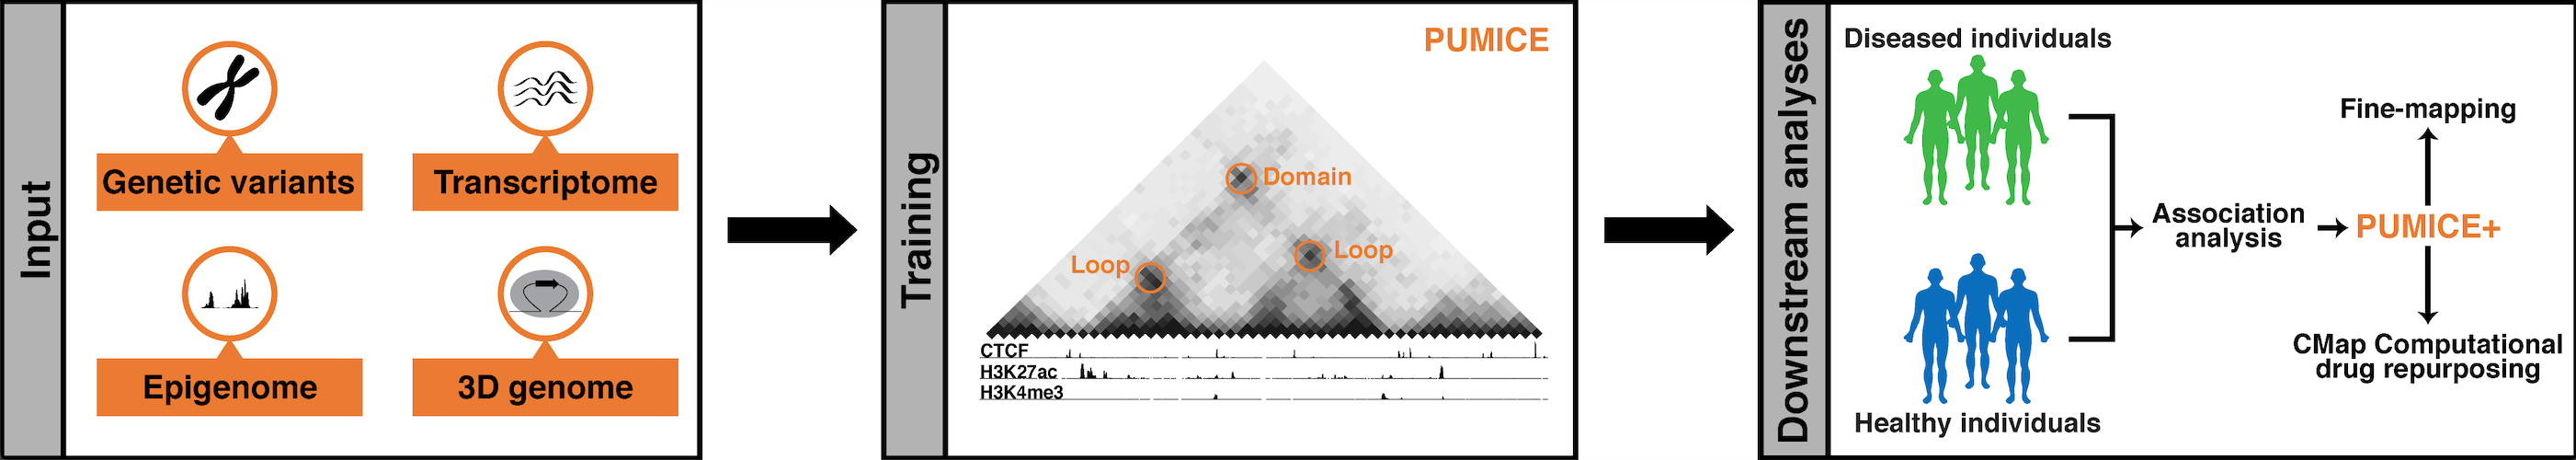 Input
Genetic variants
Transcriptome
Epigenome
3D genome
Training
PUMICE
Domain
Loop
Loop
CTCF
H3K27ac
H3K4me3
Downstream analyses
Diseased individuals
Healthy individuals
Association
analysis
Fine-mapping
PUMICE+
CMap Computational
drug repurposing